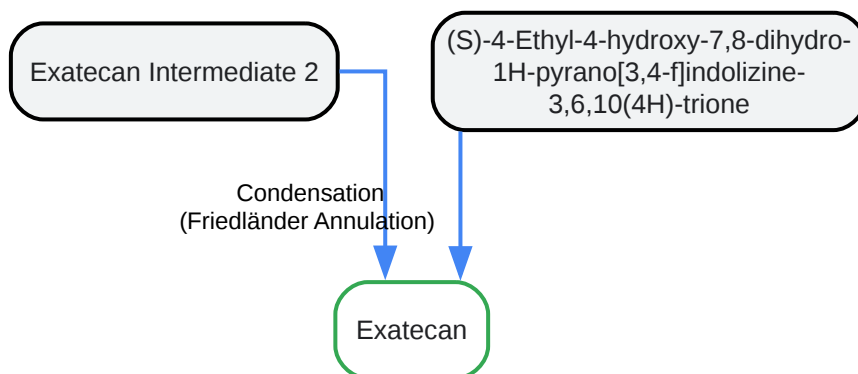 Exatecan Intermediate 2
(S)-4-Ethyl-4-hydroxy-7,8-dihydro-
1H-pyrano[3,4-f]indolizine-
3,6,10(4H)-trione
Condensation
(Friedländer Annulation)
Exatecan